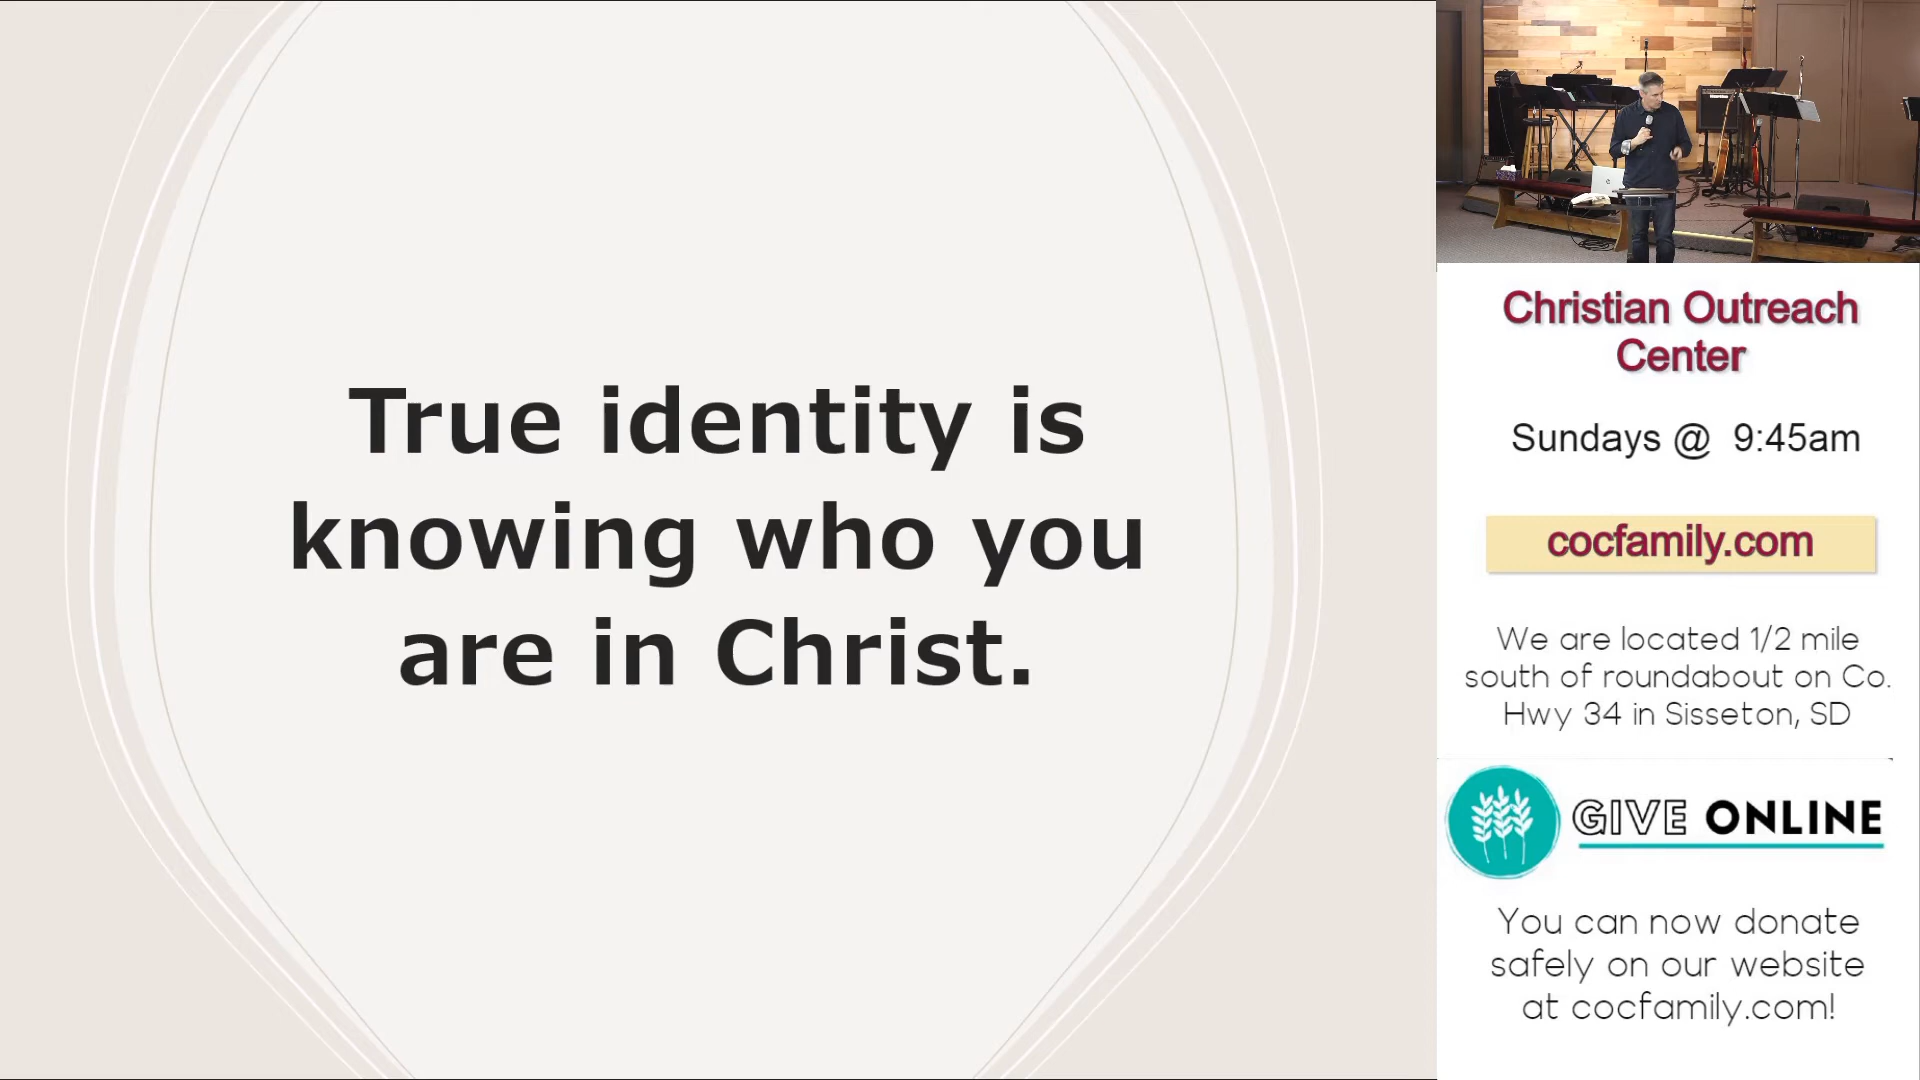 True identity is
knowing who you
are in Christ.
Christian Outreach
Center
Sundays @ 9:45am
cocfamily.com
We are located 1/2 mile
south of roundabout on Co.
Hwy 34 in Sisseton, SD
GIVE ONLINE
You can now donate
safely on our website
at cocfamily.com!